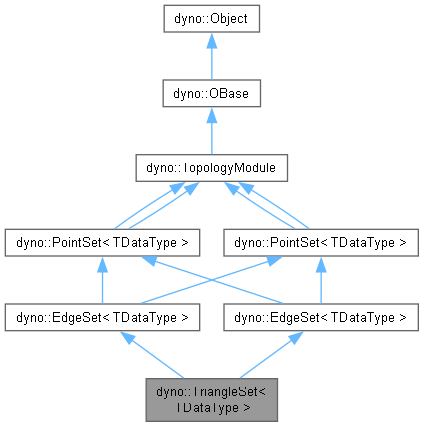 dyno::Object
dyno::OBase
dyno::TopologyModule
dyno::PointSet< TDataType >
dyno::PointSet< TDataType >
dyno::EdgeSet< TDataType >
dyno::EdgeSet< TDataType >
dyno::TriangleSet<
TDataType >